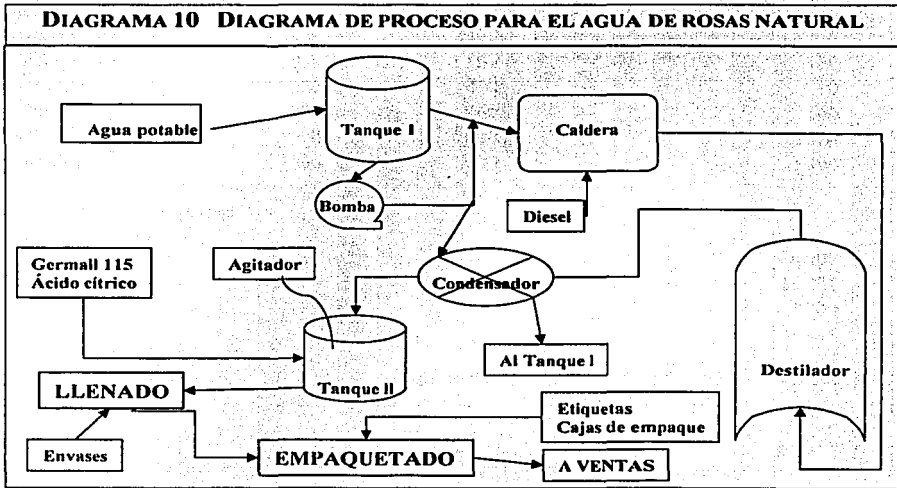 DIAGRAMA 10 DIAGRAMA DE PROCESO PARA EL AGUA DE ROSAS NATURAL
Agua potable
Tanque I
Caldera
Bomba
Diesel
Germall 115
Ácido cítrico
Agitador
Condensador
Tanque II
Al Tanque I
Destilador
LLENADO
Etiquetas
Cajas de empaque
Envases
EMPAQUETADO
A VENTAS